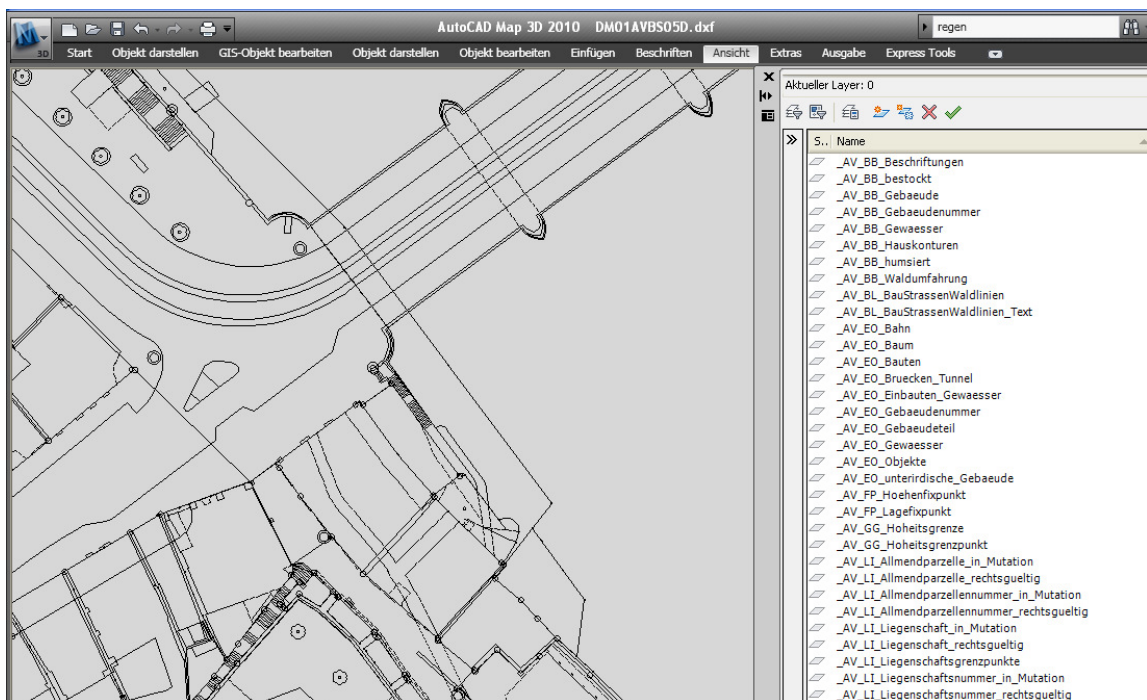 AutoCAD Map 3D 2010 DM01AVBS05D.dxf
regen
3D
Start Objekt darstellen GIS-Objekt bearbeiten Objekt darstellen Objekt bearbeiten Einfügen Beschriften Ansicht Extras Ausgabe Express Tools
Aktueller Layer: 0
S.. Name
_AV_BB_Beschriftungen
_AV_BB_bestockt
_AV_BB_Gebaeude
_AV_BB_Gebaeudenummer
_AV_BB_Gewaesser
_AV_BB_Hauskonturen
_AV_BB_humsiert
_AV_BB_Waldumfahrung
_AV_BL_BauStrassenWaldlinien
_AV_BL_BauStrassenWaldlinien_Text
_AV_EO_Bahn
_AV_EO_Baum
_AV_EO_Bauten
_AV_EO_Bruecken_Tunnel
_AV_EO_Einbauten_Gewaesser
_AV_EO_Gebaeudenummer
_AV_EO_Gebaeudeteil
_AV_EO_Gewaesser
_AV_EO_Objekte
_AV_EO_unterirdische_Gebaeude
_AV_FP_Hoehenfixpunkt
_AV_FP_Lagefixpunkt
_AV_GG_Hoheitsgrenze
_AV_GG_Hoheitsgrenzpunkt
_AV_LI_Allmendparzelle_in_Mutation
_AV_LI_Allmendparzelle_rechtsgueltig
_AV_LI_Allmendparzellennummer_in_Mutation
_AV_LI_Allmendparzellennummer_rechtsgueltig
_AV_LI_Liegenschaft_in_Mutation
_AV_LI_Liegenschaft_rechtsgueltig
_AV_LI_Liegenschaftsgrenzpunkte
_AV_LI_Liegenschaftsnummer_in_Mutation
_AV_LI_Liegenschaftsnummer_rechtsgueltig